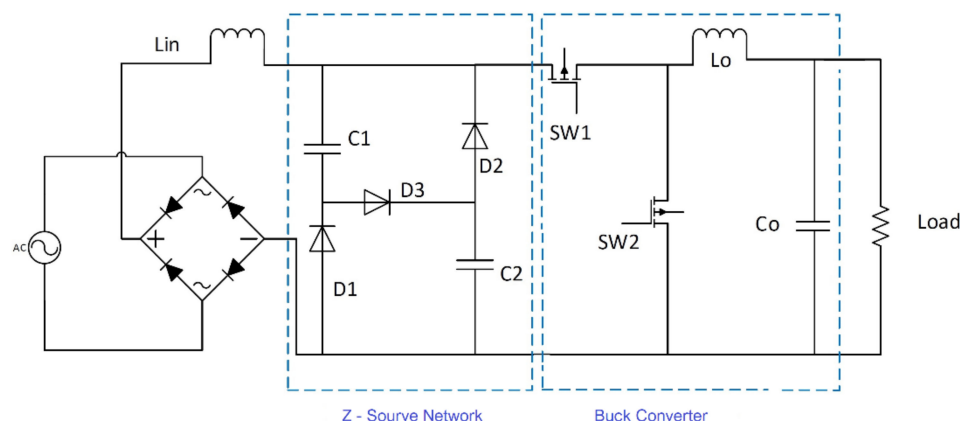 Lin
Lo
SW1
C1
D2
D3
AC
+
−
SW2
Co
Load
D1
C2
Z - Sourve Network
Buck Converter